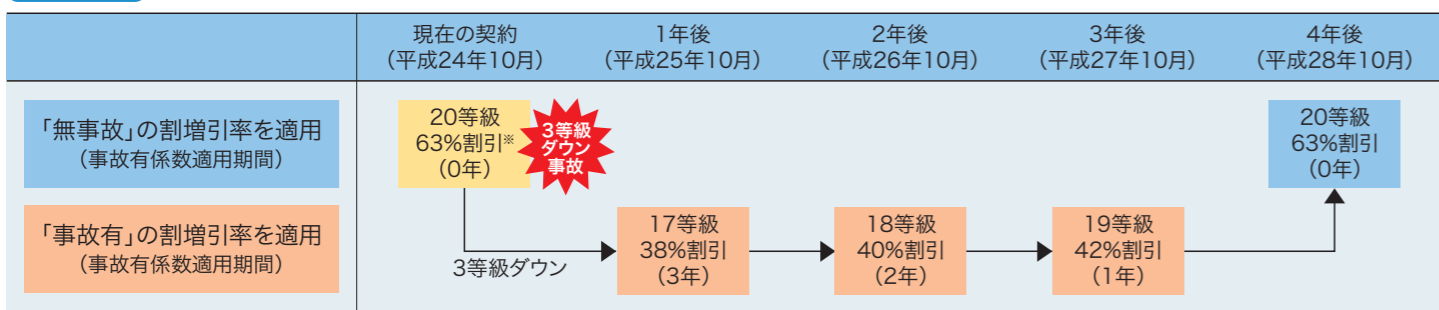 現在の契約
(平成24年10月)
1年後
(平成25年10月)
2年後
(平成26年10月)
3年後
(平成27年10月)
4年後
(平成28年10月)
「無事故」の割増引率を適用
(事故有係数適用期間)
20等級
63%割引※
(0年)
3等級
ダウン
事故
20等級
63%割引
(0年)
「事故有」の割増引率を適用
(事故有係数適用期間)
3等級ダウン
17等級
38%割引
(3年)
18等級
40%割引
(2年)
19等級
42%割引
(1年)